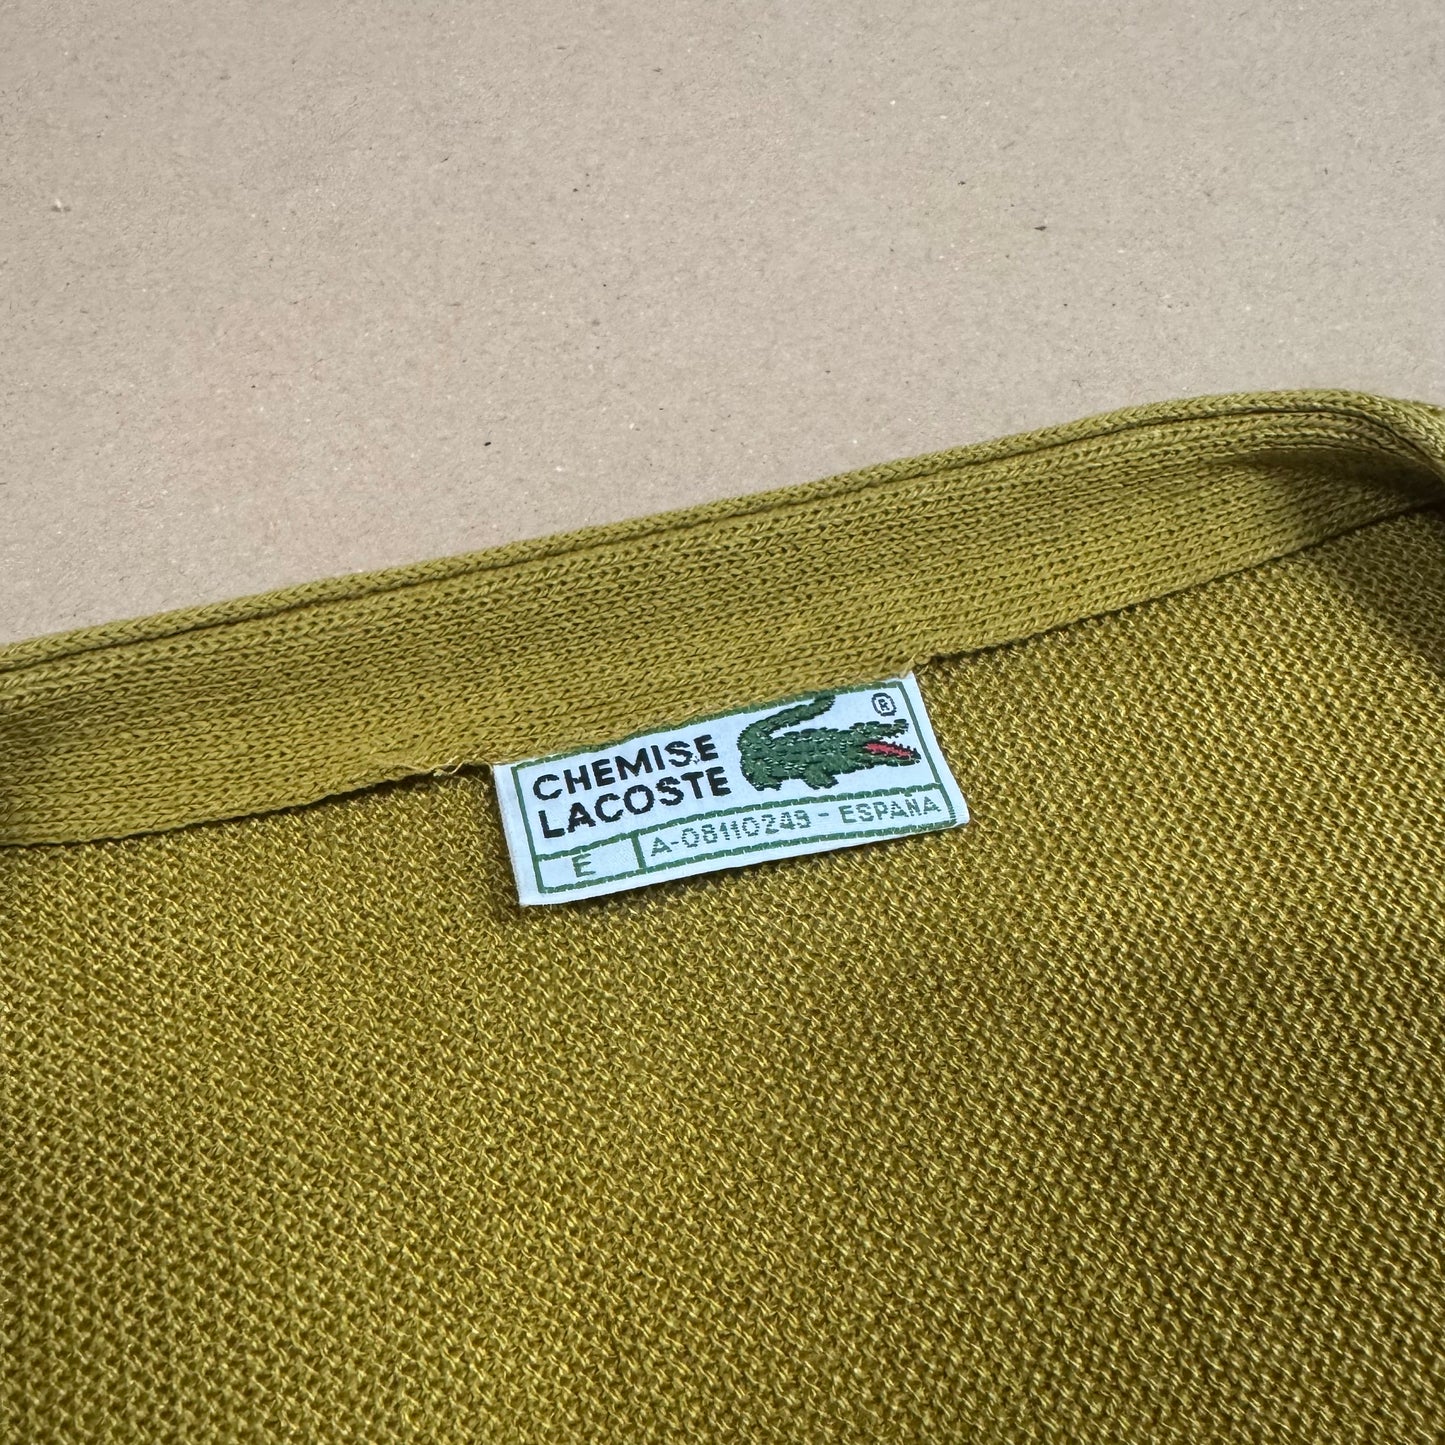 CHEMISE
LACOSTE
®
E
A-08110249 - ESPAÑA